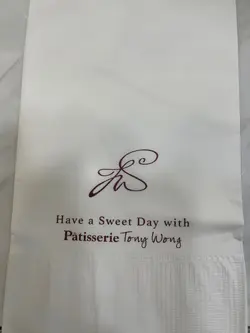 Have a Sweet Day with
Pâtisserie Tony Wong